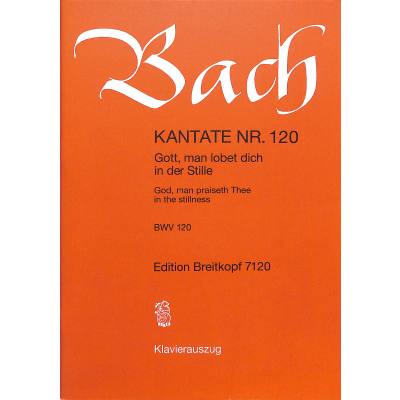 Bach
KANTATE NR. 120
Gott, man lobet dich
in der Stille
God, man praiseth Thee
in the stillness
BWV 120
Edition Breitkopf 7120
Klavierauszug